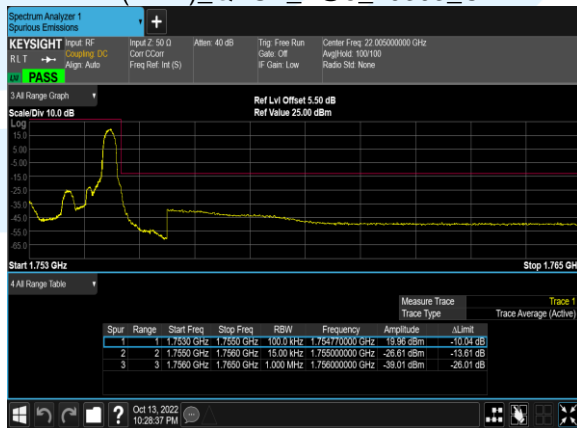 Spectrum Analyzer 1
Spurious Emissions
+
KEYSIGHT Input: RF Input Z: 50 Ω Atten: 40 dB Trig: Free Run Center Freq: 22.005000000 GHz
RLT Coupling: DC Corr CCorr Gate: Off Avg|Hold: 100/100
Align: Auto Freq Ref: Int (S) IF Gain: Low Radio Std: None
PASS
3 All Range Graph
Ref Lvl Offset 5.50 dB
Scale/Div 10.0 dB Ref Value 25.00 dBm
Log
15.0
5.00
-5.00
-15.0
-25.0
-35.0
-45.0
-55.0
-65.0
Start 1.753 GHz Stop 1.765 GH
4 All Range Table
Measure Trace Trace 1
Trace Type Trace Average (Active)
Spur Range Start Freq Stop Freq RBW Frequency Amplitude ΔLimit
1 1 1.7530 GHz 1.7550 GHz 100.0 kHz 1.754770000 GHz 19.96 dBm -10.04 dB
2 2 1.7550 GHz 1.7560 GHz 15.00 kHz 1.755000000 GHz -26.61 dBm -13.61 dB
3 3 1.7560 GHz 1.7650 GHz 1.000 MHz 1.756000000 GHz -39.01 dBm -26.01 dB
? Oct 13, 2022
10:28:37 PM